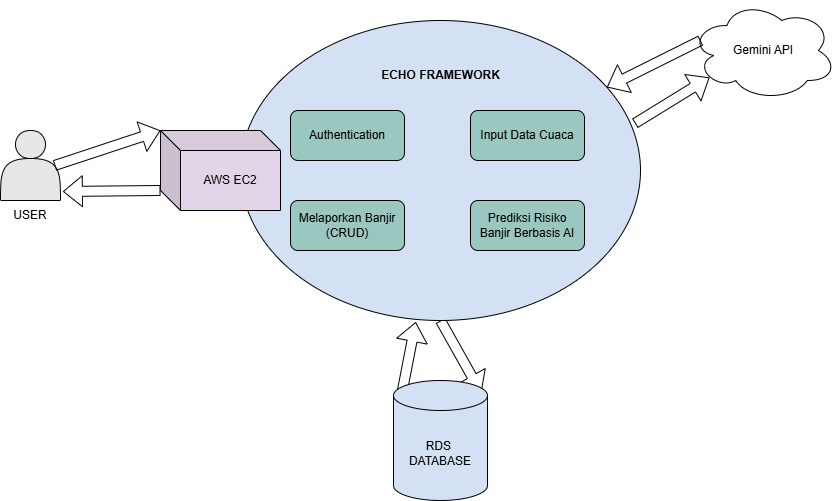 Gemini API
ECHO FRAMEWORK
Authentication
Input Data Cuaca
AWS EC2
USER
Melaporkan Banjir
(CRUD)
Prediksi Risiko
Banjir Berbasis AI
RDS
DATABASE